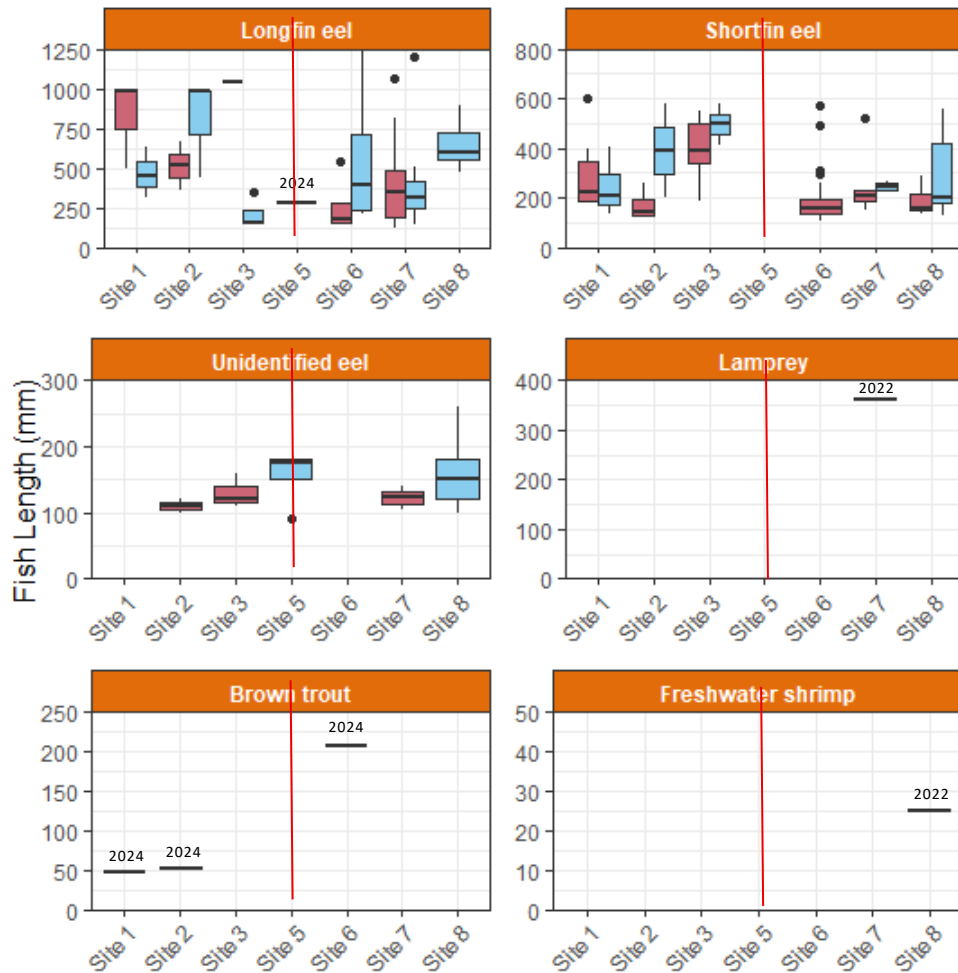 Longfin eel
Shortfin eel
1250
1000
750
500
250
0
2024
800
600
400
200
0
Site 1
Site 2
Site 3
Site 5
Site 6
Site 7
Site 8
Site 1
Site 2
Site 3
Site 5
Site 6
Site 7
Site 8
Fish Length (mm)
Unidentified eel
Lamprey
300
200
100
0
400
300
200
100
0
2022
Site 1
Site 2
Site 3
Site 5
Site 6
Site 7
Site 8
Site 1
Site 2
Site 3
Site 5
Site 6
Site 7
Site 8
Brown trout
Freshwater shrimp
250
200
150
100
50
0
2024
2024
2024
50
40
30
20
10
0
2022
Site 1
Site 2
Site 3
Site 5
Site 6
Site 7
Site 8
Site 1
Site 2
Site 3
Site 5
Site 6
Site 7
Site 8